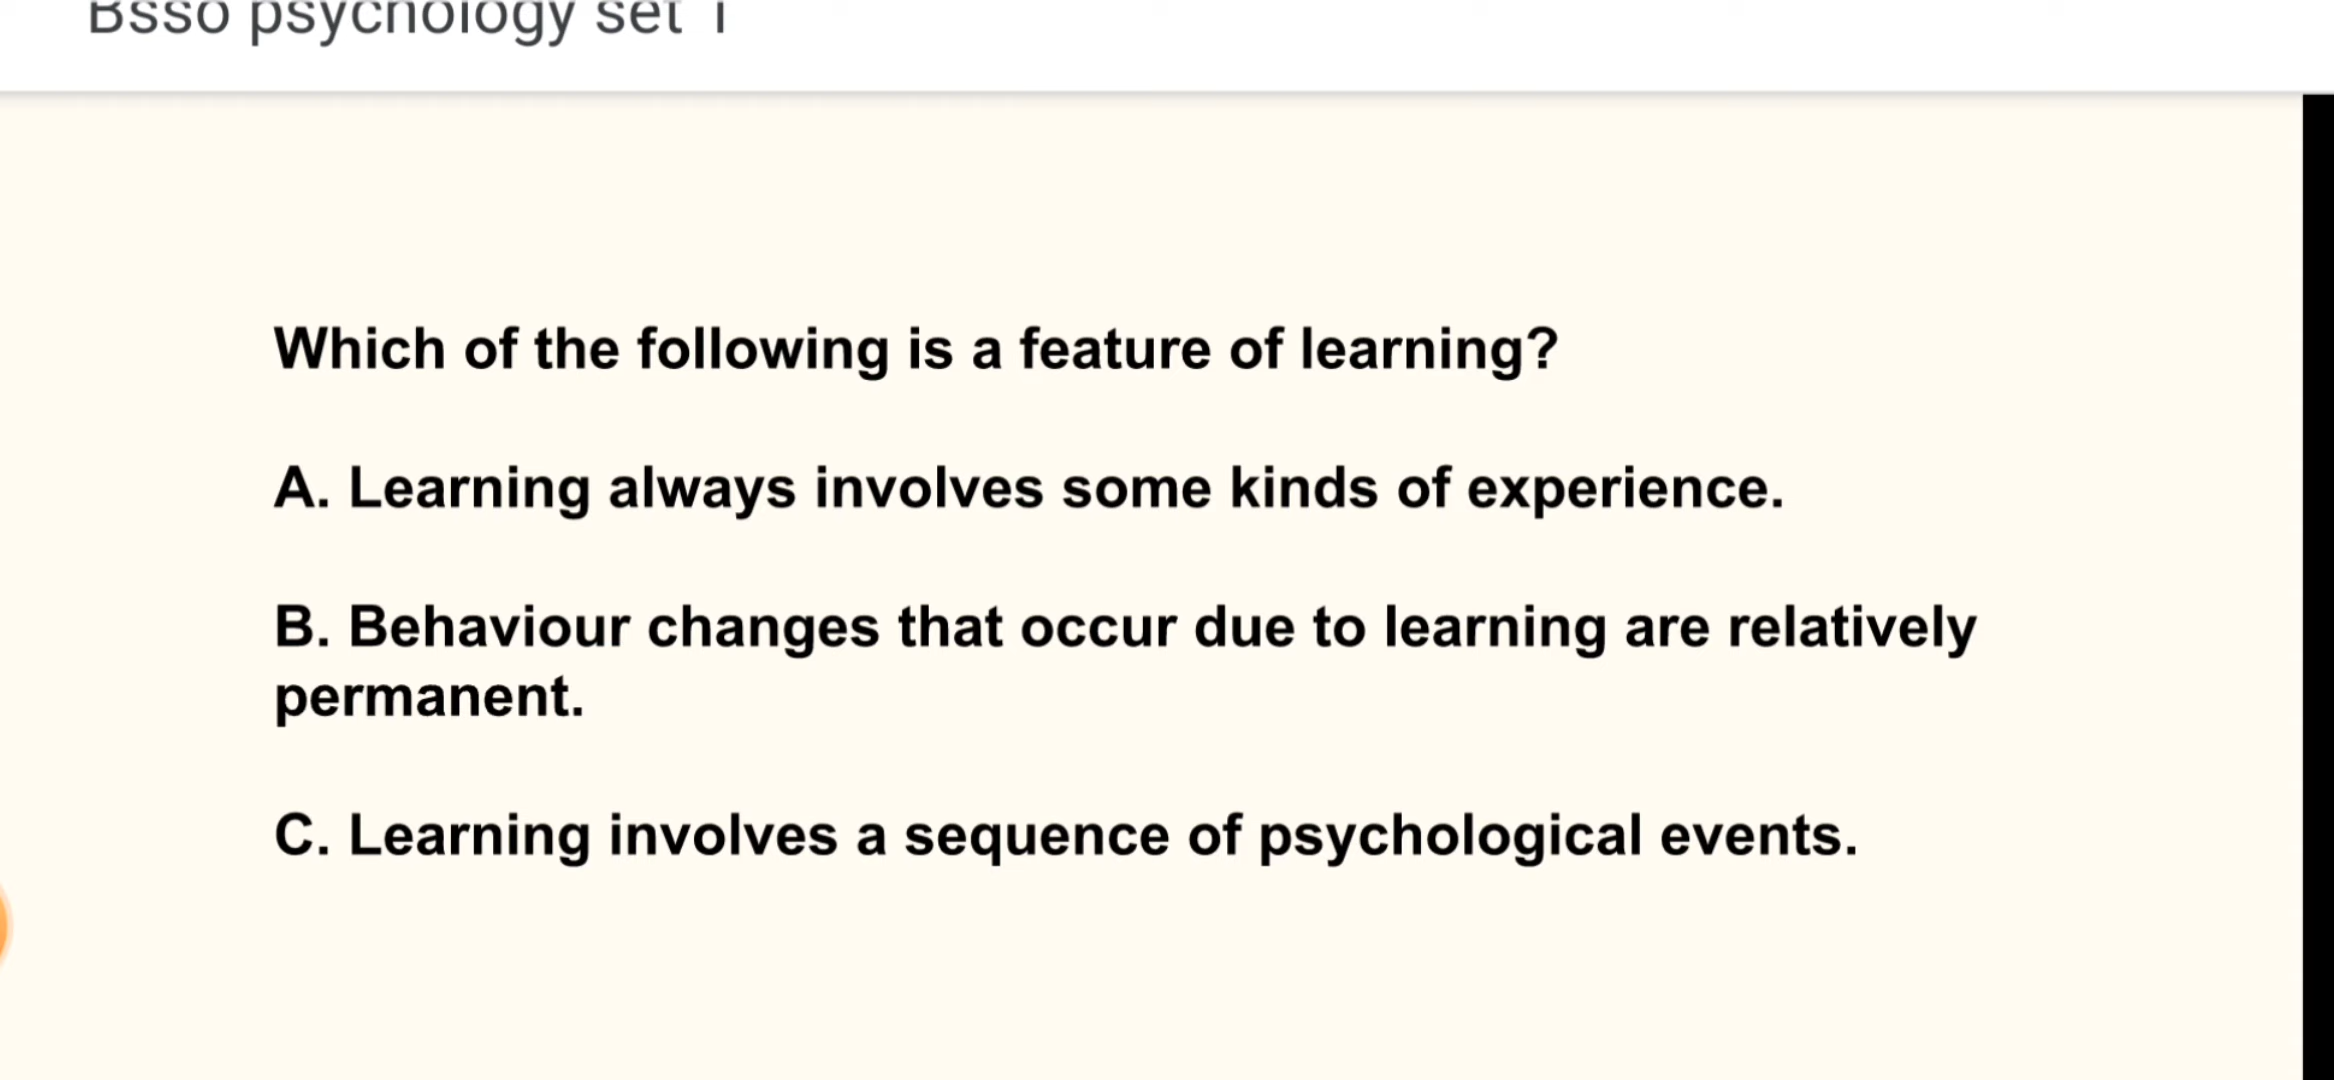 Bsso psychology set 1
Which of the following is a feature of learning?
A. Learning always involves some kinds of experience.
B. Behaviour changes that occur due to learning are relatively
permanent.
C. Learning involves a sequence of psychological events.